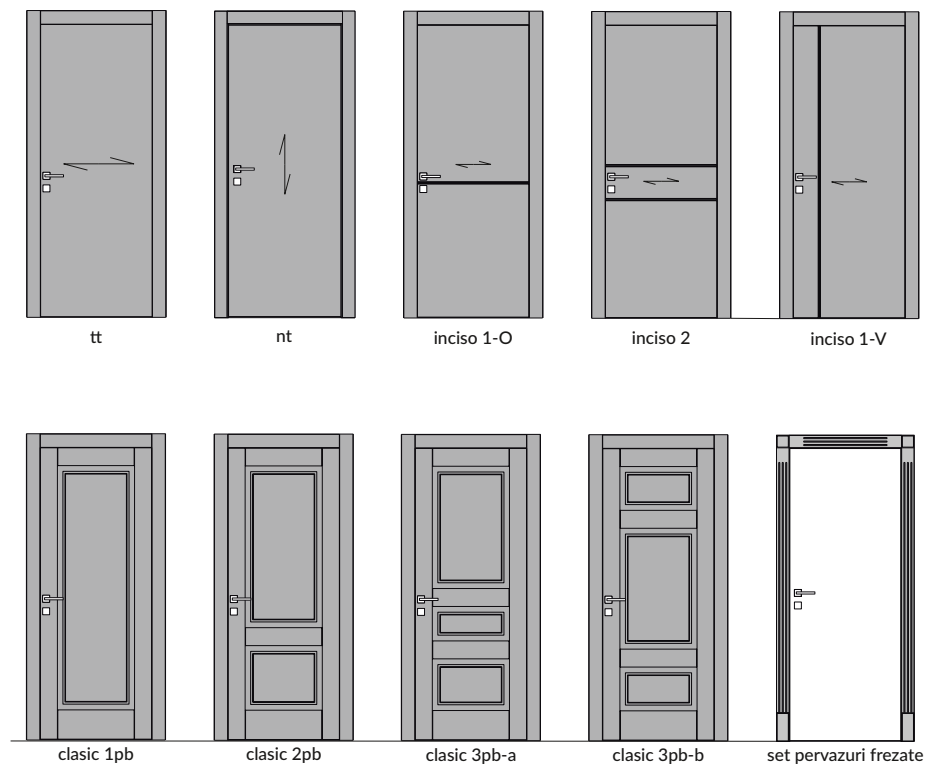 tt
nt
inciso 1-O
inciso 2
inciso 1-V
clasic 1pb
clasic 2pb
clasic 3pb-a
clasic 3pb-b
set pervazuri frezate